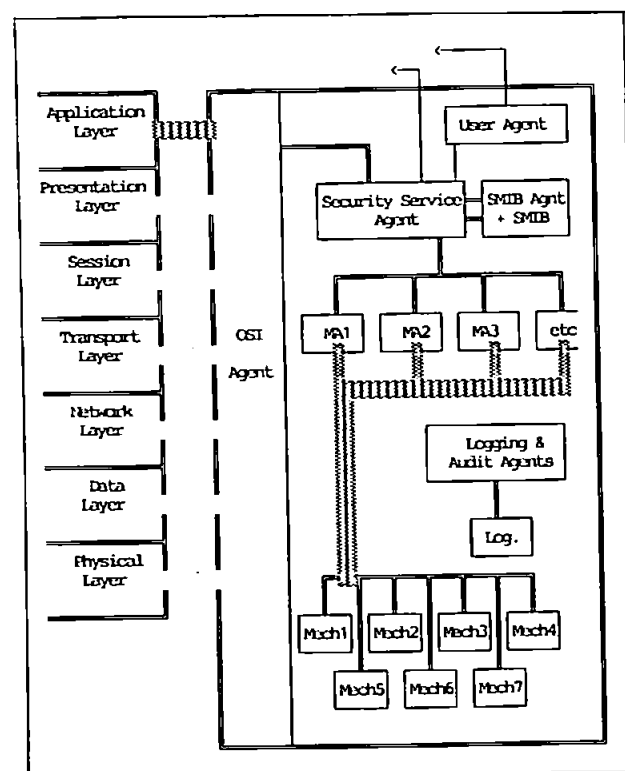 Application
Layer
Presentation
Layer
Session
Layer
Transport
Layer
Network
Layer
Data
Layer
Physical
Layer
OSI
Agent
User Agent
Security Service
Agent
SMIB Agnt
+ SMIB
MA1
MA2
MA3
etc
Logging &
Audit Agents
Log.
Mech1
Mech2
Mech3
Mech4
Mech5
Mech6
Mech7